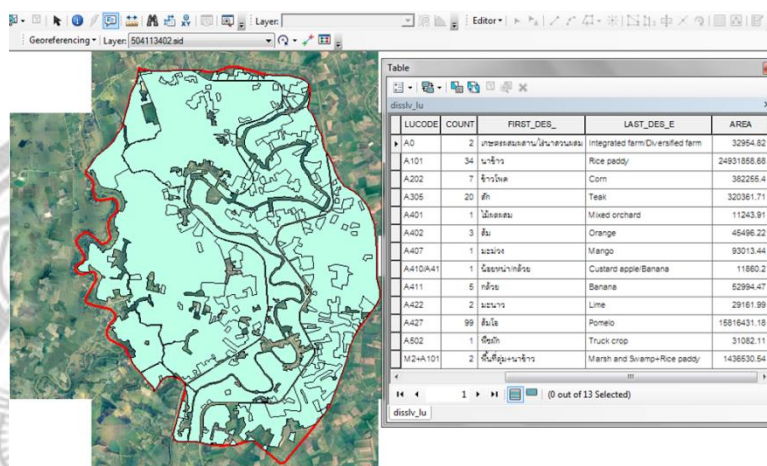 Layer:
Editor
Georeferencing Layer: 504113402.sid
Table
disslv_lu
LUCODE COUNT FIRST_DES_ LAST_DES_E AREA
A0 2 เกษตรผสมผสาน/ไร่นาสวนผสม Integrated farm/Diversified farm 32954.82
A101 34 นาข้าว Rice paddy 24931858.68
A202 7 ข้าวโพด Corn 382255.4
A305 20 สัก Teak 320361.71
A401 1 ไม้ผลผสม Mixed orchard 11243.91
A402 3 ส้ม Orange 45496.22
A407 1 มะม่วง Mango 93013.44
A410/A41 1 น้อยหน่า/กล้วย Custard apple/Banana 11860.2
A411 5 กล้วย Banana 52994.47
A422 2 มะนาว Lime 29161.99
A427 99 ส้มโอ Pomelo 15816431.18
A502 1 พืชผัก Truck crop 31082.11
M2+A101 2 พื้นที่ลุ่ม+นาข้าว Marsh and Swamp+Rice paddy 1436530.54
1 (0 out of 13 Selected)
disslv_lu